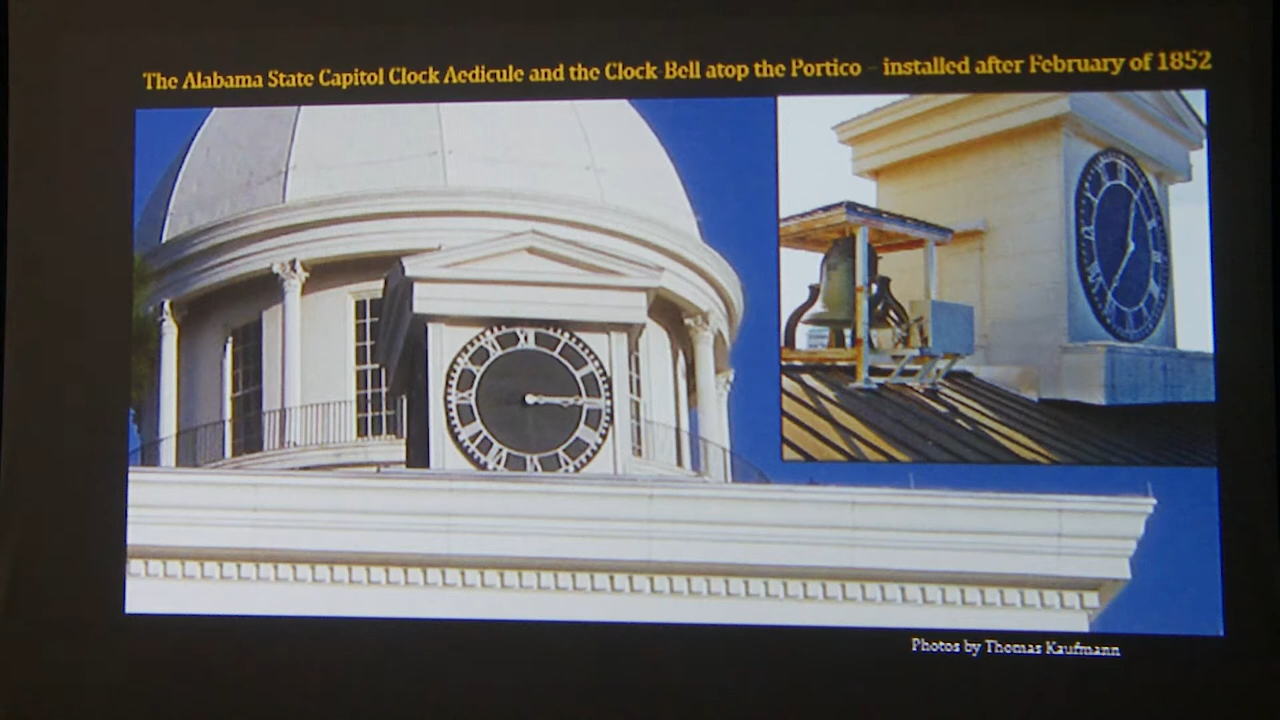 The Alabama State Capitol Clock Aedicule and the Clock Bell atop the Portico – installed after February of 1852
XII
Photos by Thomas Kaufmann